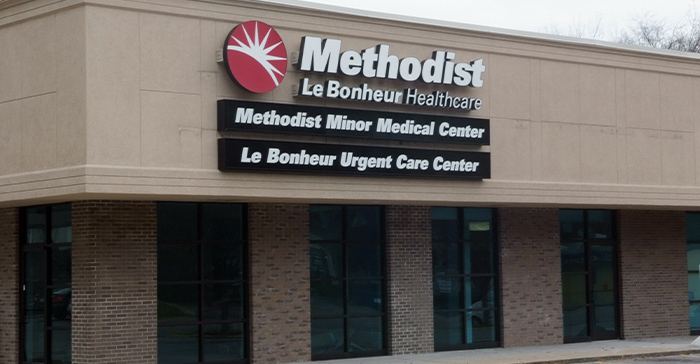 Methodist
Le Bonheur Healthcare
Methodist Minor Medical Center
Le Bonheur Urgent Care Center